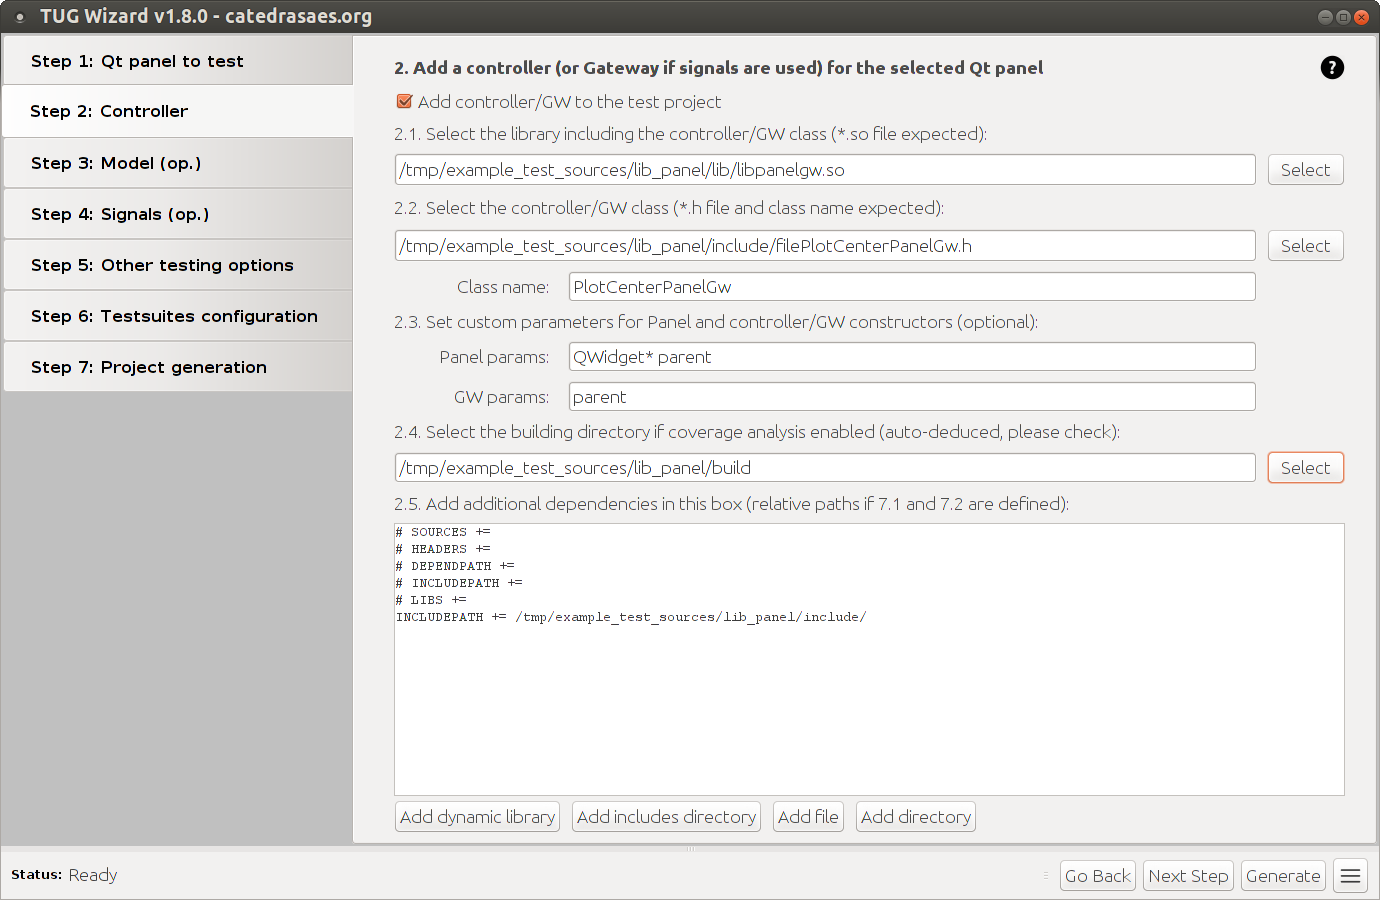 TUG Wizard v1.8.0 - catedrasaes.org
Step 1: Qt panel to test
Step 2: Controller
Step 3: Model (op.)
Step 4: Signals (op.)
Step 5: Other testing options
Step 6: Testsuites configuration
Step 7: Project generation
2. Add a controller (or Gateway if signals are used) for the selected Qt panel
?
Add controller/GW to the test project
2.1. Select the library including the controller/GW class (*.so file expected):
/tmp/example_test_sources/lib_panel/lib/libpanelgw.so
Select
2.2. Select the controller/GW class (*.h file and class name expected):
/tmp/example_test_sources/lib_panel/include/filePlotCenterPanelGw.h
Select
Class name: PlotCenterPanelGw
2.3. Set custom parameters for Panel and controller/GW constructors (optional):
Panel params: QWidget* parent
GW params: parent
2.4. Select the building directory if coverage analysis enabled (auto-deduced, please check):
/tmp/example_test_sources/lib_panel/build
Select
2.5. Add additional dependencies in this box (relative paths if 7.1 and 7.2 are defined):
# SOURCES +=
# HEADERS +=
# DEPENDPATH +=
# INCLUDEPATH +=
# LIBS +=
INCLUDEPATH += /tmp/example_test_sources/lib_panel/include/
Add dynamic library
Add includes directory
Add file
Add directory
Status: Ready
Go Back
Next Step
Generate